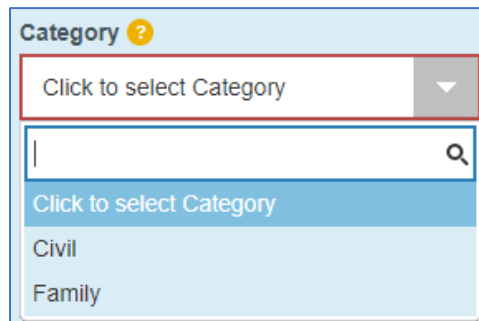 Category ?
Click to select Category
Click to select Category
Civil
Family